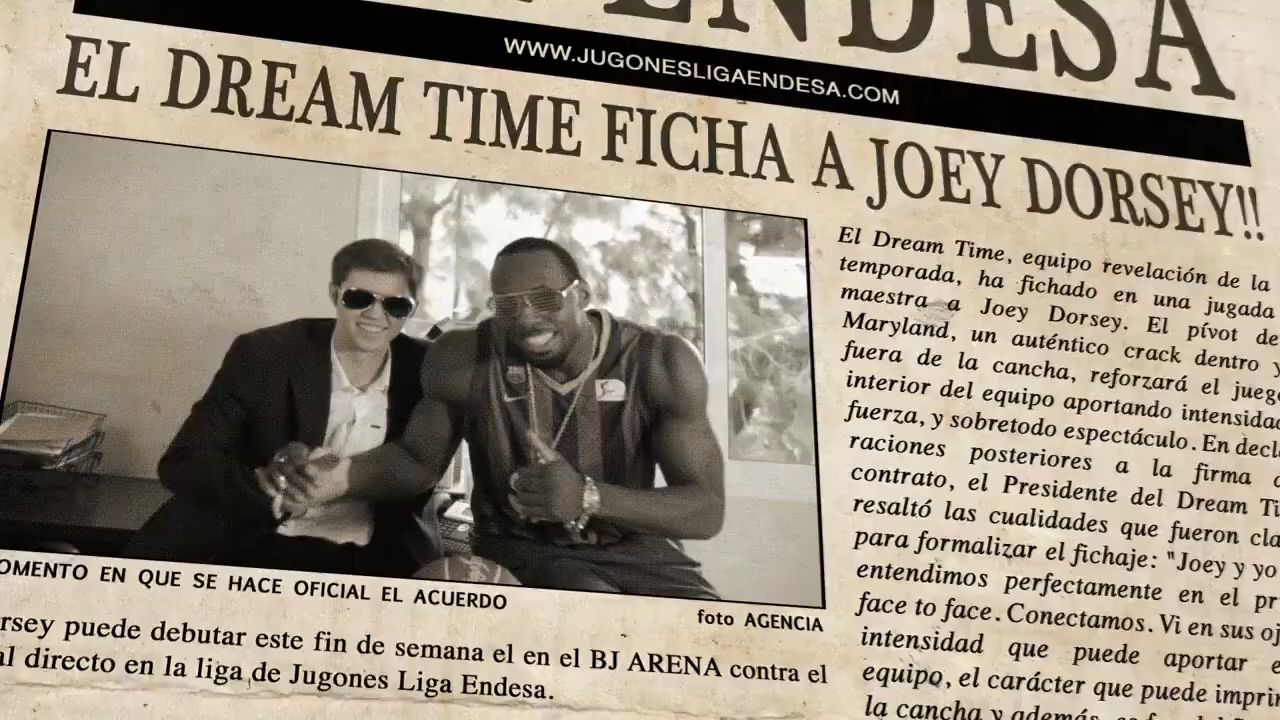 ENDESA
WWW.JUGONESLIGAENDESA.COM
EL DREAM TIME FICHA A JOEY DORSEY!!
El Dream Time, equipo revelación de la
temporada, ha fichado en una jugada
maestra a Joey Dorsey. El pívot de
Maryland, un auténtico crack dentro y
fuera de la cancha, reforzará el jueg
interior del equipo aportando intensidad
fuerza, y sobretodo espectáculo. En decla
raciones posteriores a la firma d
contrato, el Presidente del Dream Ti
resaltó las cualidades que fueron cla
para formalizar el fichaje: "Joey y yo
entendimos perfectamente en el pr
face to face. Conectamos. Vi en sus oj
intensidad que puede aportar e
equipo, el carácter que puede imprir
la cancha y además,
OMENTO EN QUE SE HACE OFICIAL EL ACUERDO
foto AGENCIA
rsey puede debutar este fin de semana el en el BJ ARENA contra el
al directo en la liga de Jugones Liga Endesa.